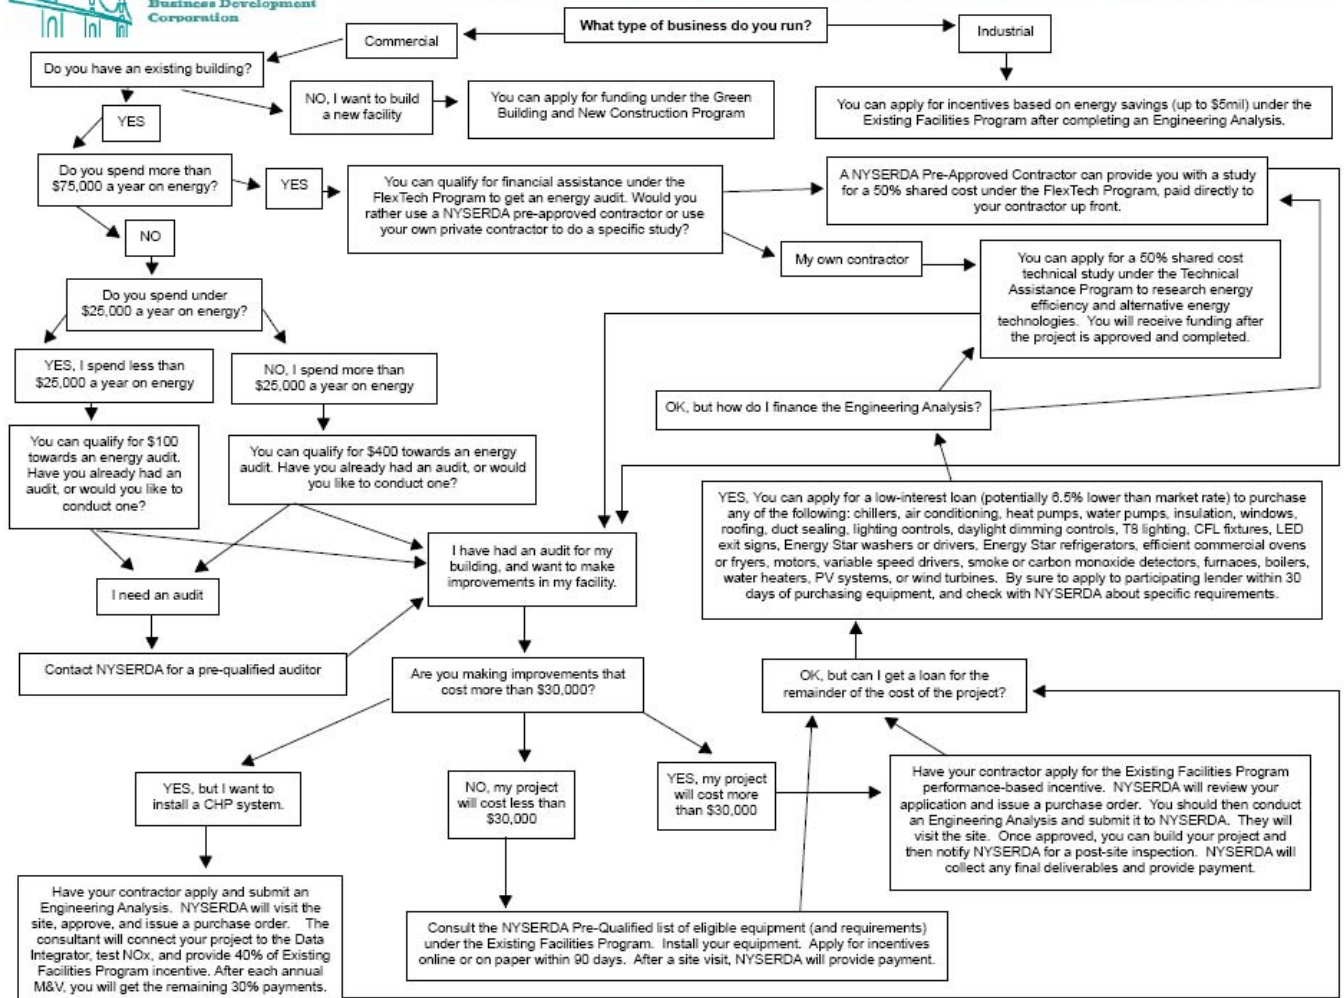 Business Development
Corporation
What type of business do you run?
Commercial
Industrial
Do you have an existing building?
NO, I want to build
a new facility
You can apply for funding under the Green
Building and New Construction Program
You can apply for incentives based on energy savings (up to $5mil) under the
Existing Facilities Program after completing an Engineering Analysis.
YES
Do you spend more than
$75,000 a year on energy?
YES
You can qualify for financial assistance under the
FlexTech Program to get an energy audit. Would you
rather use a NYSERDA pre-approved contractor or use
your own private contractor to do a specific study?
A NYSERDA Pre-Approved Contractor can provide you with a study
for a 50% shared cost under the FlexTech Program, paid directly to
your contractor up front.
NO
My own contractor
You can apply for a 50% shared cost
technical study under the Technical
Assistance Program to research energy
efficiency and alternative energy
technologies. You will receive funding after
the project is approved and completed.
Do you spend under
$25,000 a year on energy?
YES, I spend less than
$25,000 a year on energy
NO, I spend more than
$25,000 a year on energy
OK, but how do I finance the Engineering Analysis?
You can qualify for $100
towards an energy audit.
Have you already had an
audit, or would you like to
conduct one?
You can qualify for $400 towards an energy
audit. Have you already had an audit, or would
you like to conduct one?
YES, You can apply for a low-interest loan (potentially 6.5% lower than market rate) to purchase
any of the following: chillers, air conditioning, heat pumps, water pumps, insulation, windows,
roofing, duct sealing, lighting controls, daylight dimming controls, T8 lighting, CFL fixtures, LED
exit signs, Energy Star washers or drivers, Energy Star refrigerators, efficient commercial ovens
or fryers, motors, variable speed drivers, smoke or carbon monoxide detectors, furnaces, boilers,
water heaters, PV systems, or wind turbines. By sure to apply to participating lender within 30
days of purchasing equipment, and check with NYSERDA about specific requirements.
I have had an audit for my
building, and want to make
improvements in my facility.
I need an audit
Contact NYSERDA for a pre-qualified auditor
Are you making improvements that
cost more than $30,000?
OK, but can I get a loan for the
remainder of the cost of the project?
YES, but I want to
install a CHP system.
NO, my project
will cost less than
$30,000
YES, my project
will cost more
than $30,000
Have your contractor apply for the Existing Facilities Program
performance-based incentive. NYSERDA will review your
application and issue a purchase order. You should then conduct
an Engineering Analysis and submit it to NYSERDA. They will
visit the site. Once approved, you can build your project and
then notify NYSERDA for a post-site inspection. NYSERDA will
collect any final deliverables and provide payment.
Have your contractor apply and submit an
Engineering Analysis. NYSERDA will visit the
site, approve, and issue a purchase order. The
consultant will connect your project to the Data
Integrator, test NOx, and provide 40% of Existing
Facilities Program incentive. After each annual
M&V, you will get the remaining 30% payments.
Consult the NYSERDA Pre-Qualified list of eligible equipment (and requirements)
under the Existing Facilities Program. Install your equipment. Apply for incentives
online or on paper within 90 days. After a site visit, NYSERDA will provide payment.